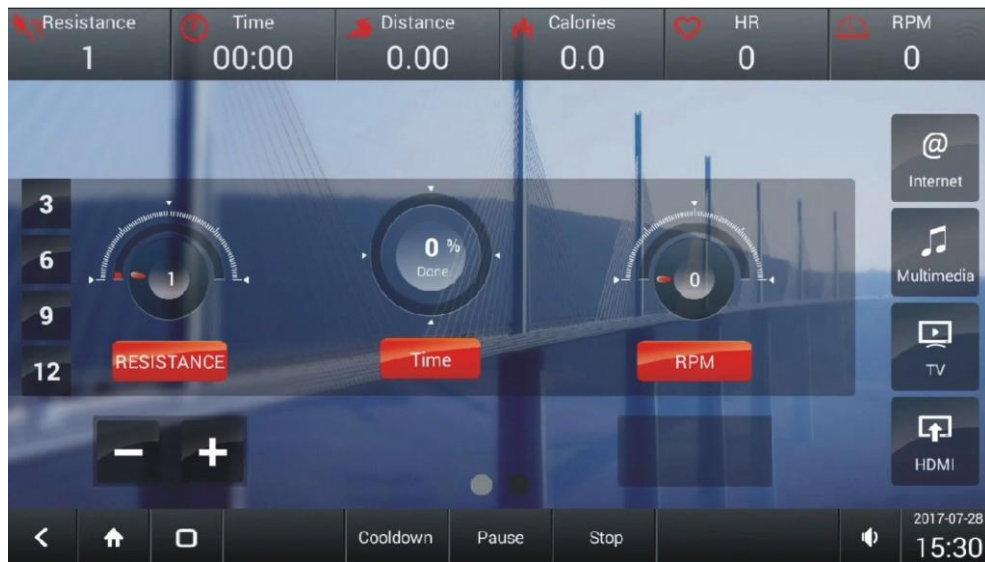 Resistance
1
Time
00:00
Distance
0.00
Calories
0.0
HR
0
RPM
0
@
Internet
Multimedia
TV
HDMI
3
6
9
12
1
RESISTANCE
0 %
Done
Time
0
RPM
− +
Cooldown Pause Stop
2017-07-28
15:30